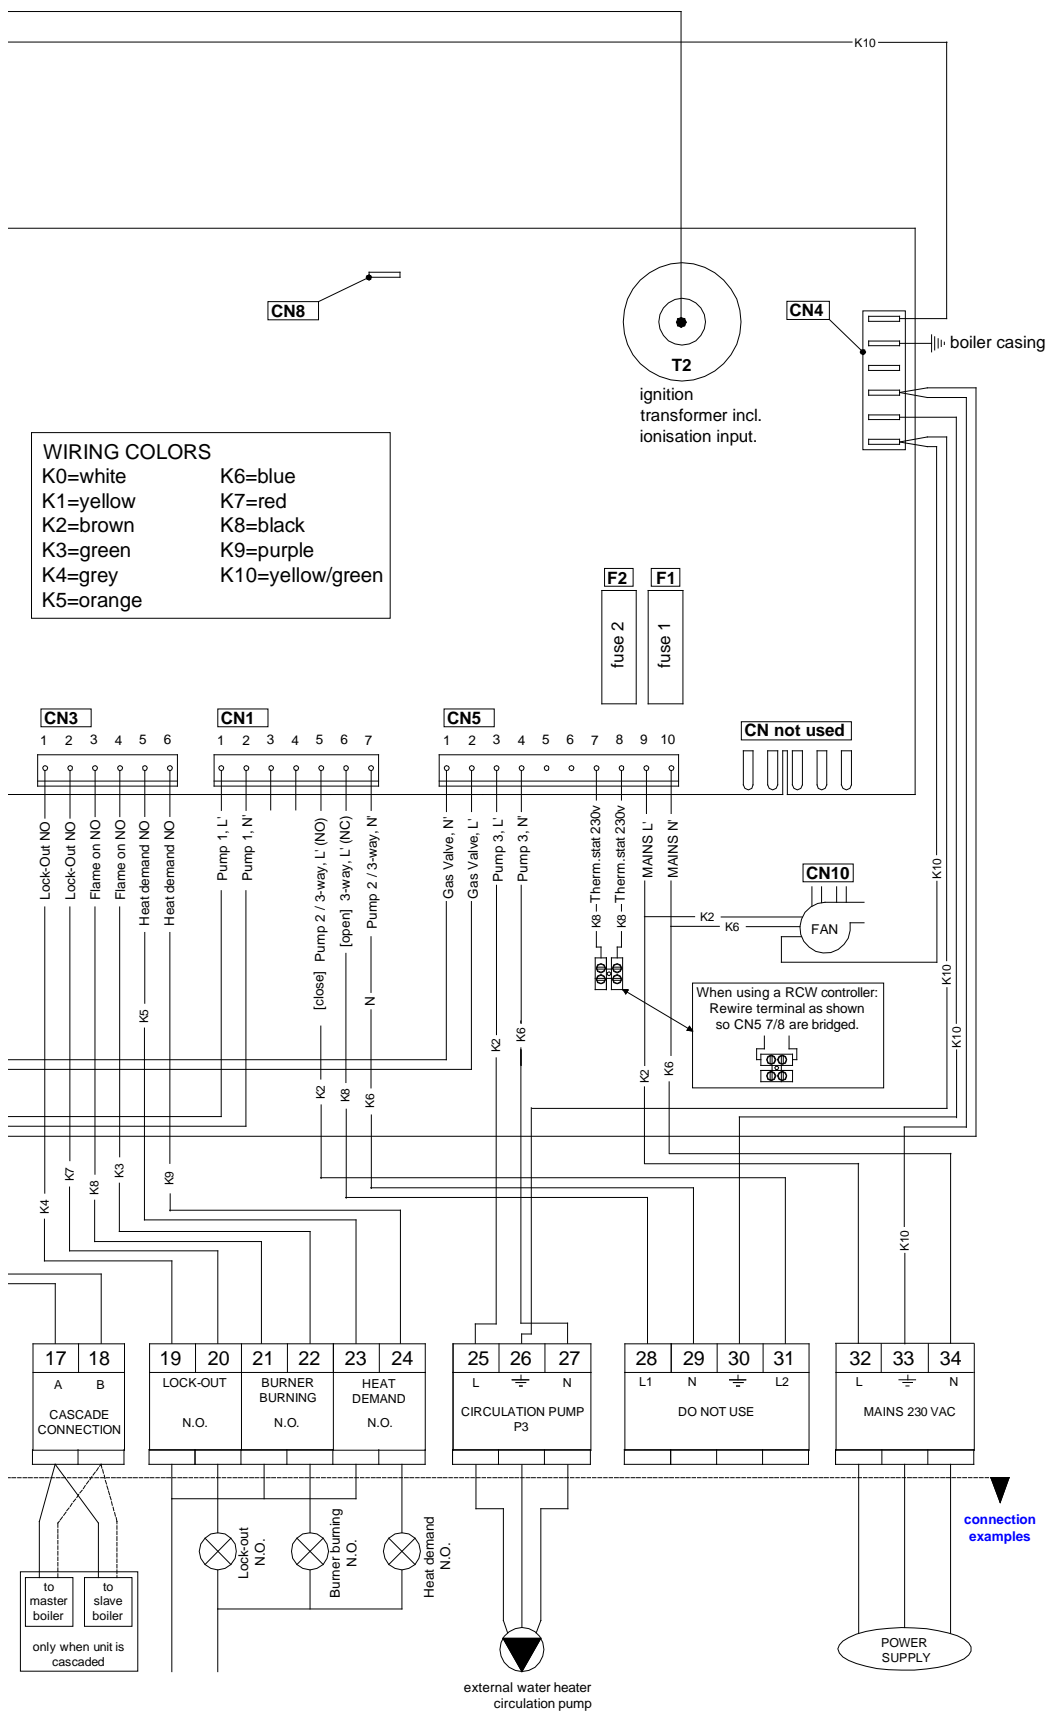 K10
CN8
CN4
boiler casing
T2
ignition
transformer incl.
ionisation input.
WIRING COLORS
K0=white
K1=yellow
K2=brown
K3=green
K4=grey
K5=orange
K6=blue
K7=red
K8=black
K9=purple
K10=yellow/green
F2
F1
fuse 2
fuse 1
CN3
1 2 3 4 5 6
CN1
1 2 3 4 5 6 7
CN5
1 2 3 4 5 6 7 8 9 10
CN not used
Lock-Out NO
Lock-Out NO
Flame on NO
Flame on NO
Heat demand NO
Heat demand NO
Pump 1, L'
Pump 1, N'
[close] Pump 2 / 3-way, L' (NO)
[open] 3-way, L' (NC)
Pump 2 / 3-way, N'
Gas Valve, N'
Gas Valve, L'
Pump 3, L'
Pump 3, N'
K8
Therm.stat 230v
K8
Therm.stat 230v
MAINS L'
MAINS N'
CN10
FAN
K2
K6
K10
K10
K10
When using a RCW controller:
Rewire terminal as shown
so CN5 7/8 are bridged.
N
K5
K2
K8
K6
K2
K6
K2
K6
K4
K7
K8
K3
K9
K10
17 18
A B
CASCADE
CONNECTION
19 20 21 22 23 24
LOCK-OUT
N.O.
BURNER
BURNING
N.O.
HEAT
DEMAND
N.O.
25 26 27
L N
CIRCULATION PUMP
P3
28 29 30 31
L1 N L2
DO NOT USE
32 33 34
L N
MAINS 230 VAC
connection
examples
Lock-out
N.O.
Burner burning
N.O.
Heat demand
N.O.
to
master
boiler
to
slave
boiler
only when unit is
cascaded
external water heater
circulation pump
POWER
SUPPLY